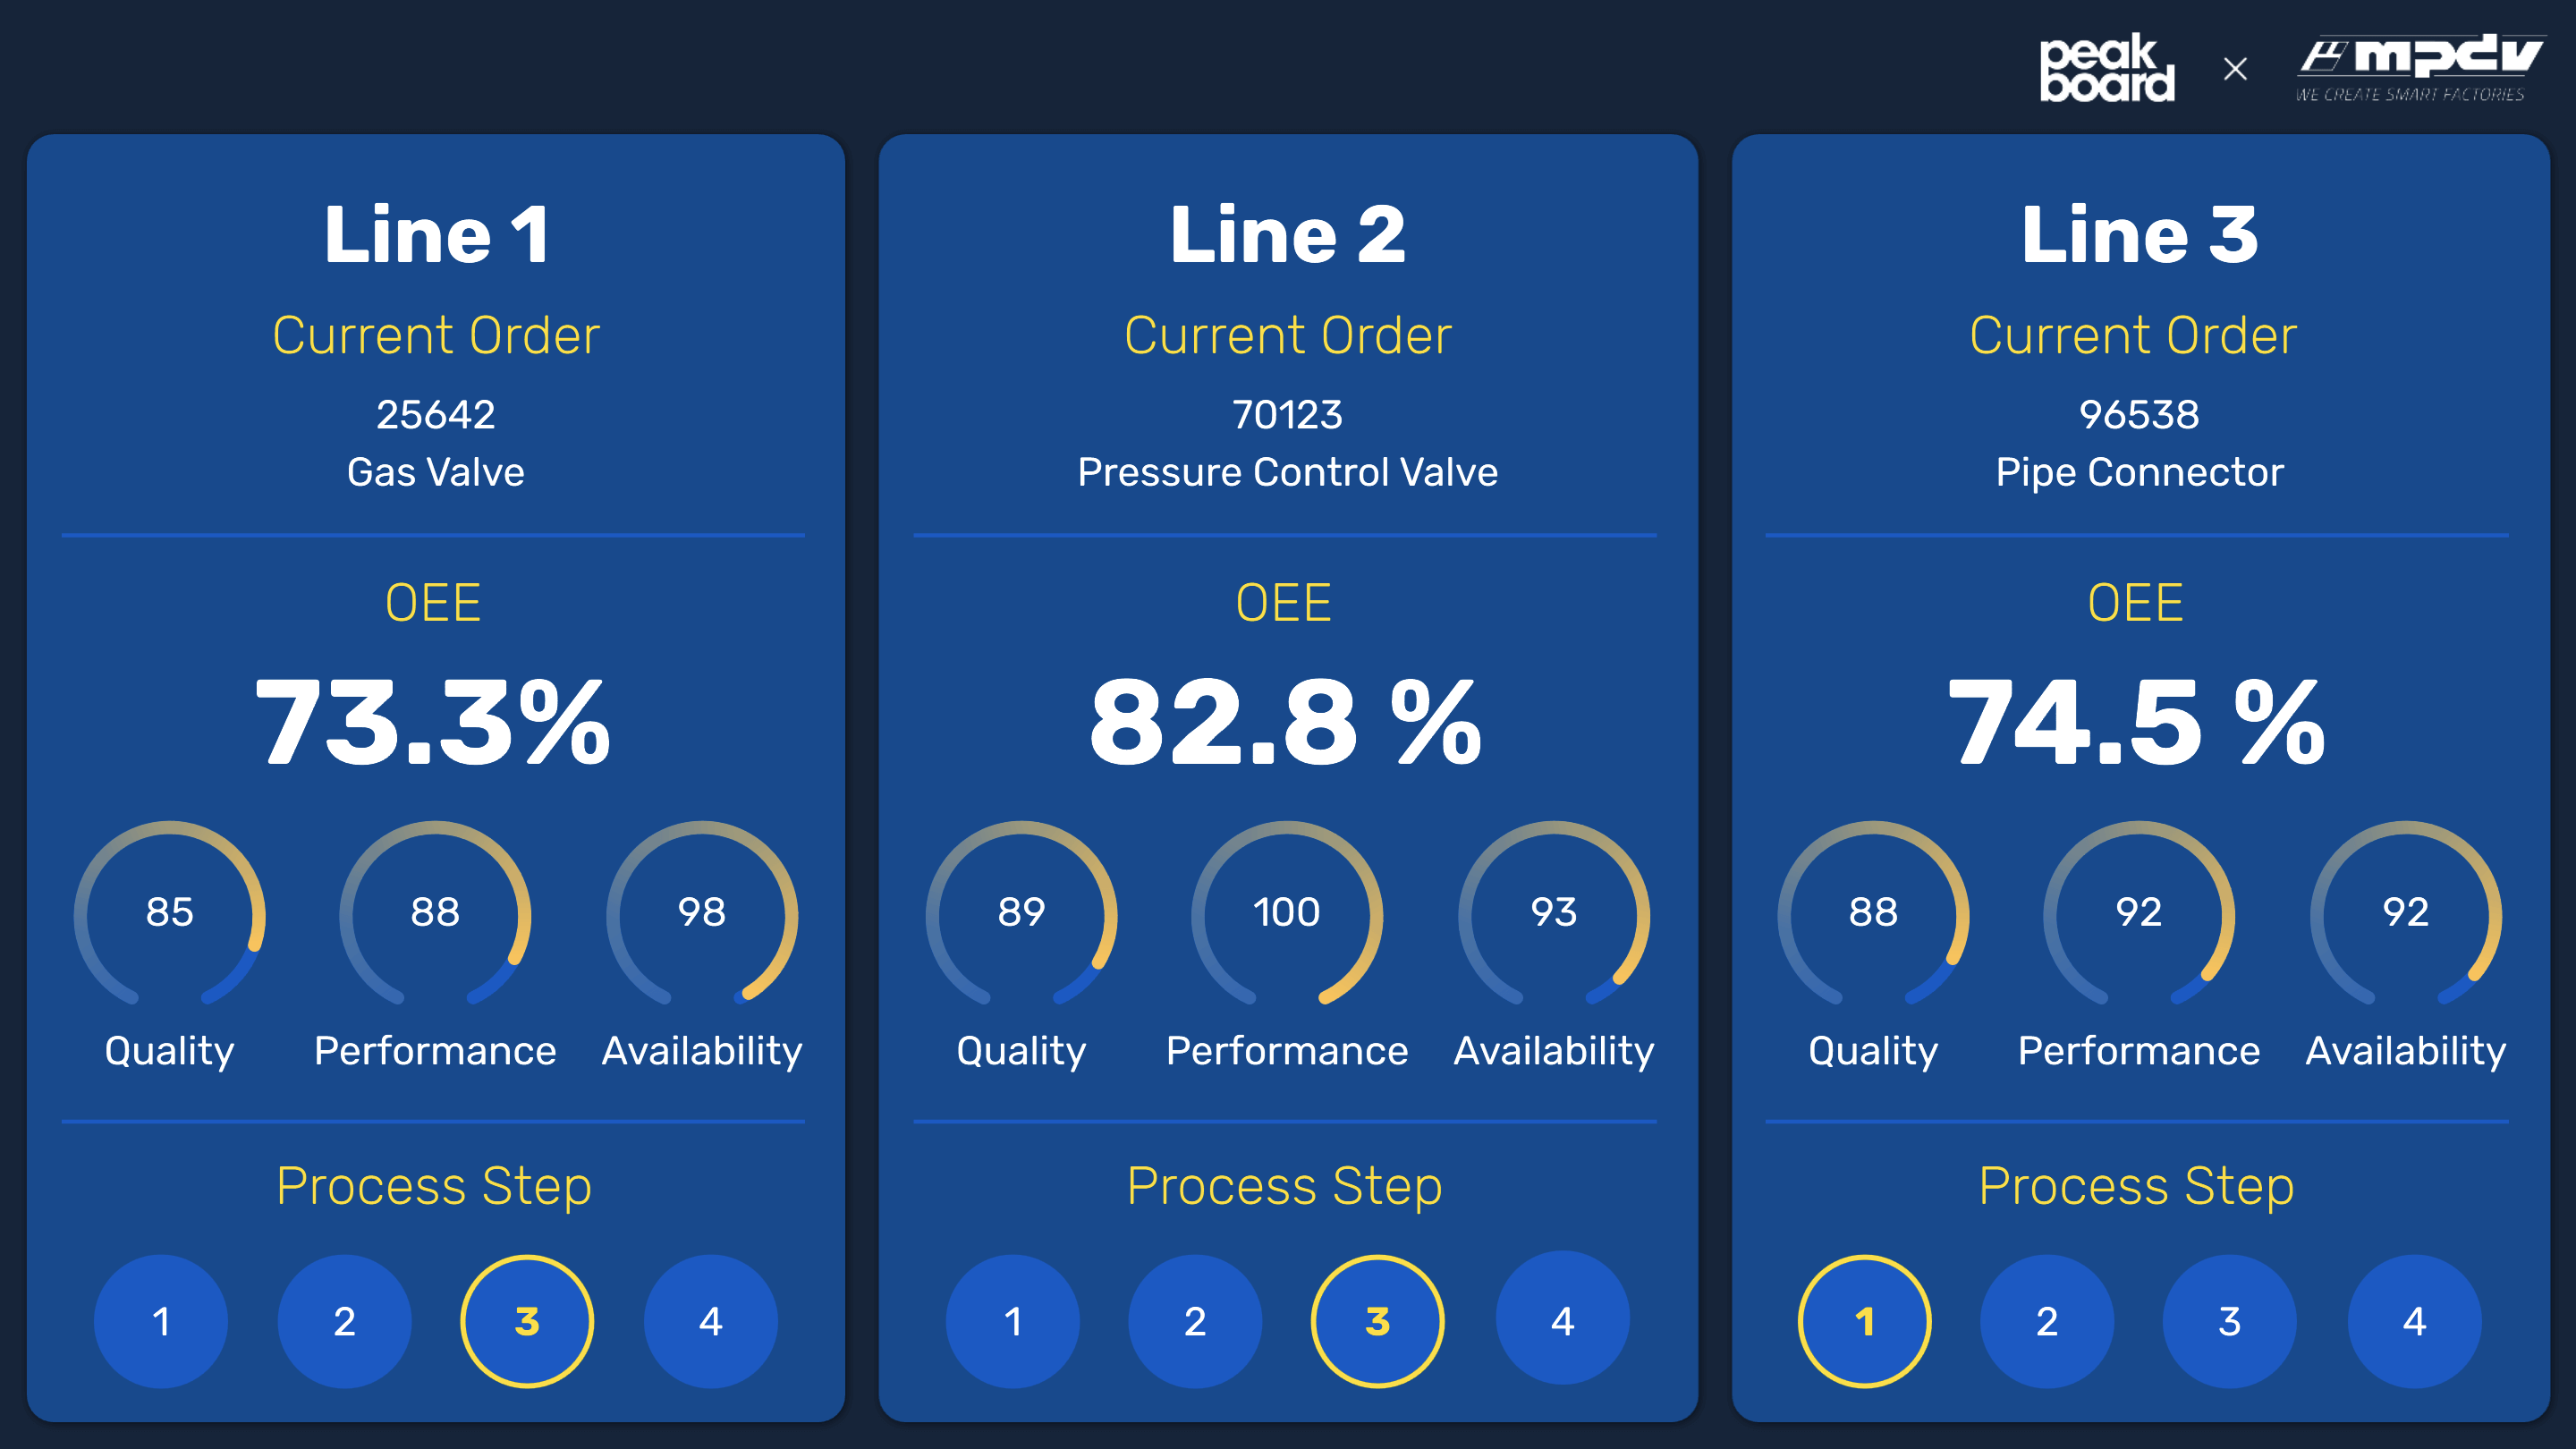 peak
board
×
mpdv
WE CREATE SMART FACTORIES
Line 1
Current Order
25642
Gas Valve
OEE
73.3%
85
88
98
Quality
Performance
Availability
Process Step
1
2
3
4
Line 2
Current Order
70123
Pressure Control Valve
OEE
82.8 %
89
100
93
Quality
Performance
Availability
Process Step
1
2
3
4
Line 3
Current Order
96538
Pipe Connector
OEE
74.5 %
88
92
92
Quality
Performance
Availability
Process Step
1
2
3
4